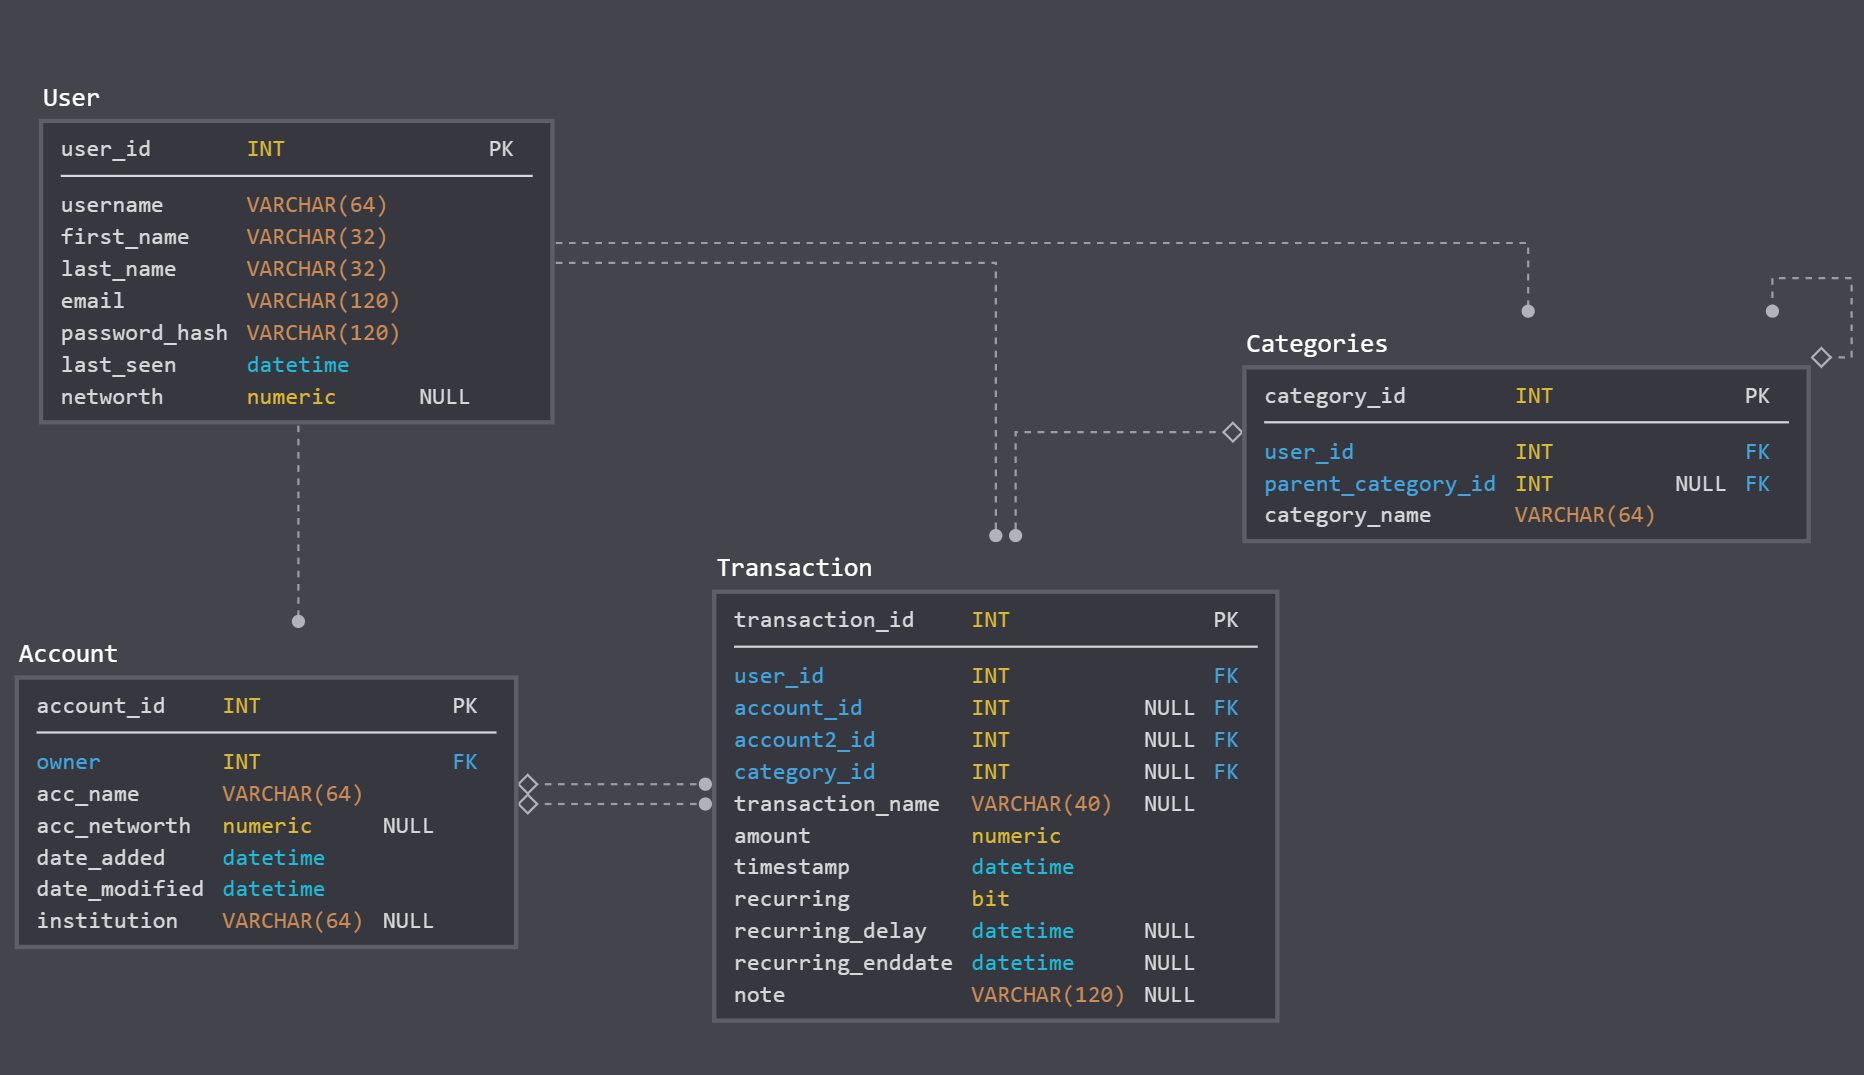 User
user_id INT PK
username VARCHAR(64)
first_name VARCHAR(32)
last_name VARCHAR(32)
email VARCHAR(120)
password_hash VARCHAR(120)
last_seen datetime
networth numeric NULL
Categories
category_id INT PK
user_id INT FK
parent_category_id INT NULL FK
category_name VARCHAR(64)
Account
account_id INT PK
owner INT FK
acc_name VARCHAR(64)
acc_networth numeric NULL
date_added datetime
date_modified datetime
institution VARCHAR(64) NULL
Transaction
transaction_id INT PK
user_id INT FK
account_id INT NULL FK
account2_id INT NULL FK
category_id INT NULL FK
transaction_name VARCHAR(40) NULL
amount numeric
timestamp datetime
recurring bit
recurring_delay datetime NULL
recurring_enddate datetime NULL
note VARCHAR(120) NULL